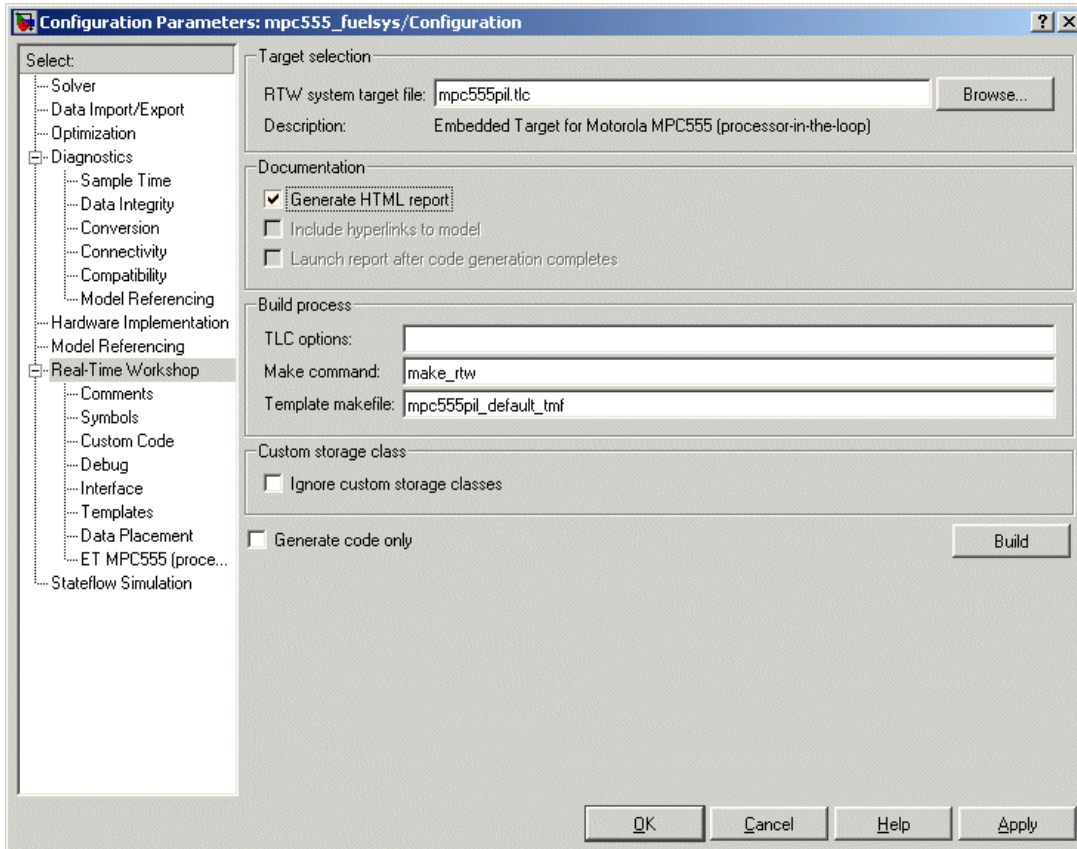 Configuration Parameters: mpc555_fuelsys/Configuration
Select:
Solver
Data Import/Export
Optimization
Diagnostics
Sample Time
Data Integrity
Conversion
Connectivity
Compatibility
Model Referencing
Hardware Implementation
Model Referencing
Real-Time Workshop
Comments
Symbols
Custom Code
Debug
Interface
Templates
Data Placement
ET MPC555 (proce...
Stateflow Simulation
Target selection
RTW system target file: mpc555pil.tlc Browse...
Description: Embedded Target for Motorola MPC555 (processor-in-the-loop)
Documentation
Generate HTML report
Include hyperlinks to model
Launch report after code generation completes
Build process
TLC options:
Make command: make_rtw
Template makefile: mpc555pil_default_tmf
Custom storage class
Ignore custom storage classes
Generate code only Build
OK Cancel Help Apply